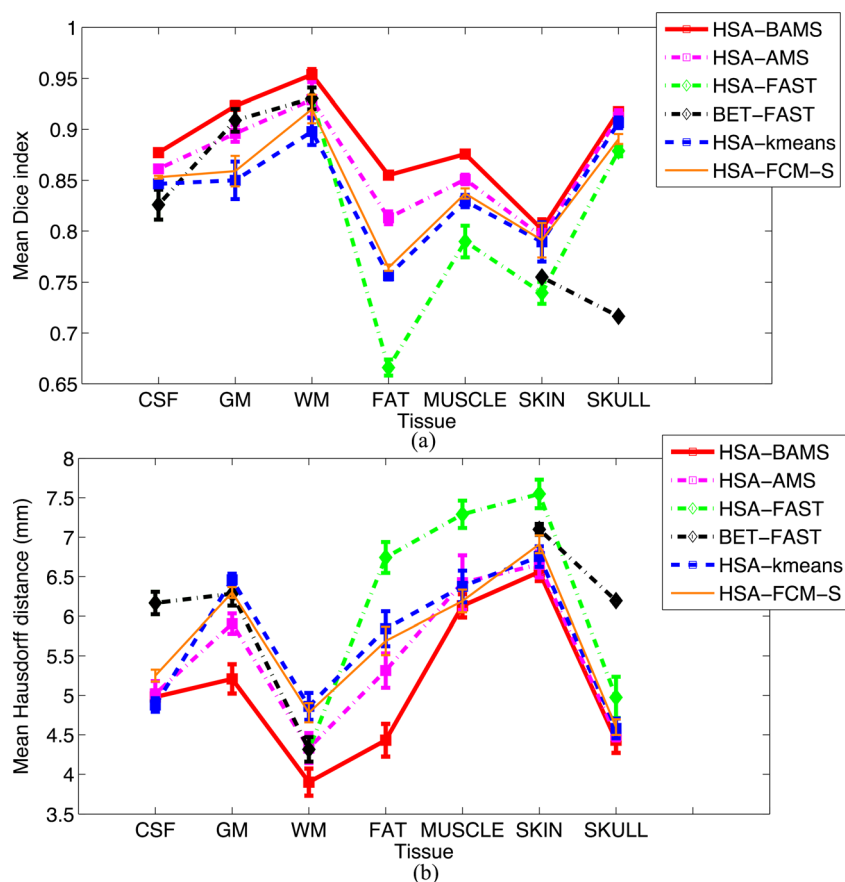 1
0.95
0.9
0.85
0.8
0.75
0.7
0.65
Mean Dice index
CSF GM WM FAT MUSCLE SKIN SKULL
Tissue
(a)
HSA-BAMS
HSA-AMS
HSA-FAST
BET-FAST
HSA-kmeans
HSA-FCM-S
8
7.5
7
6.5
6
5.5
5
4.5
4
3.5
Mean Hausdorff distance (mm)
CSF GM WM FAT MUSCLE SKIN SKULL
Tissue
(b)
HSA-BAMS
HSA-AMS
HSA-FAST
BET-FAST
HSA-kmeans
HSA-FCM-S